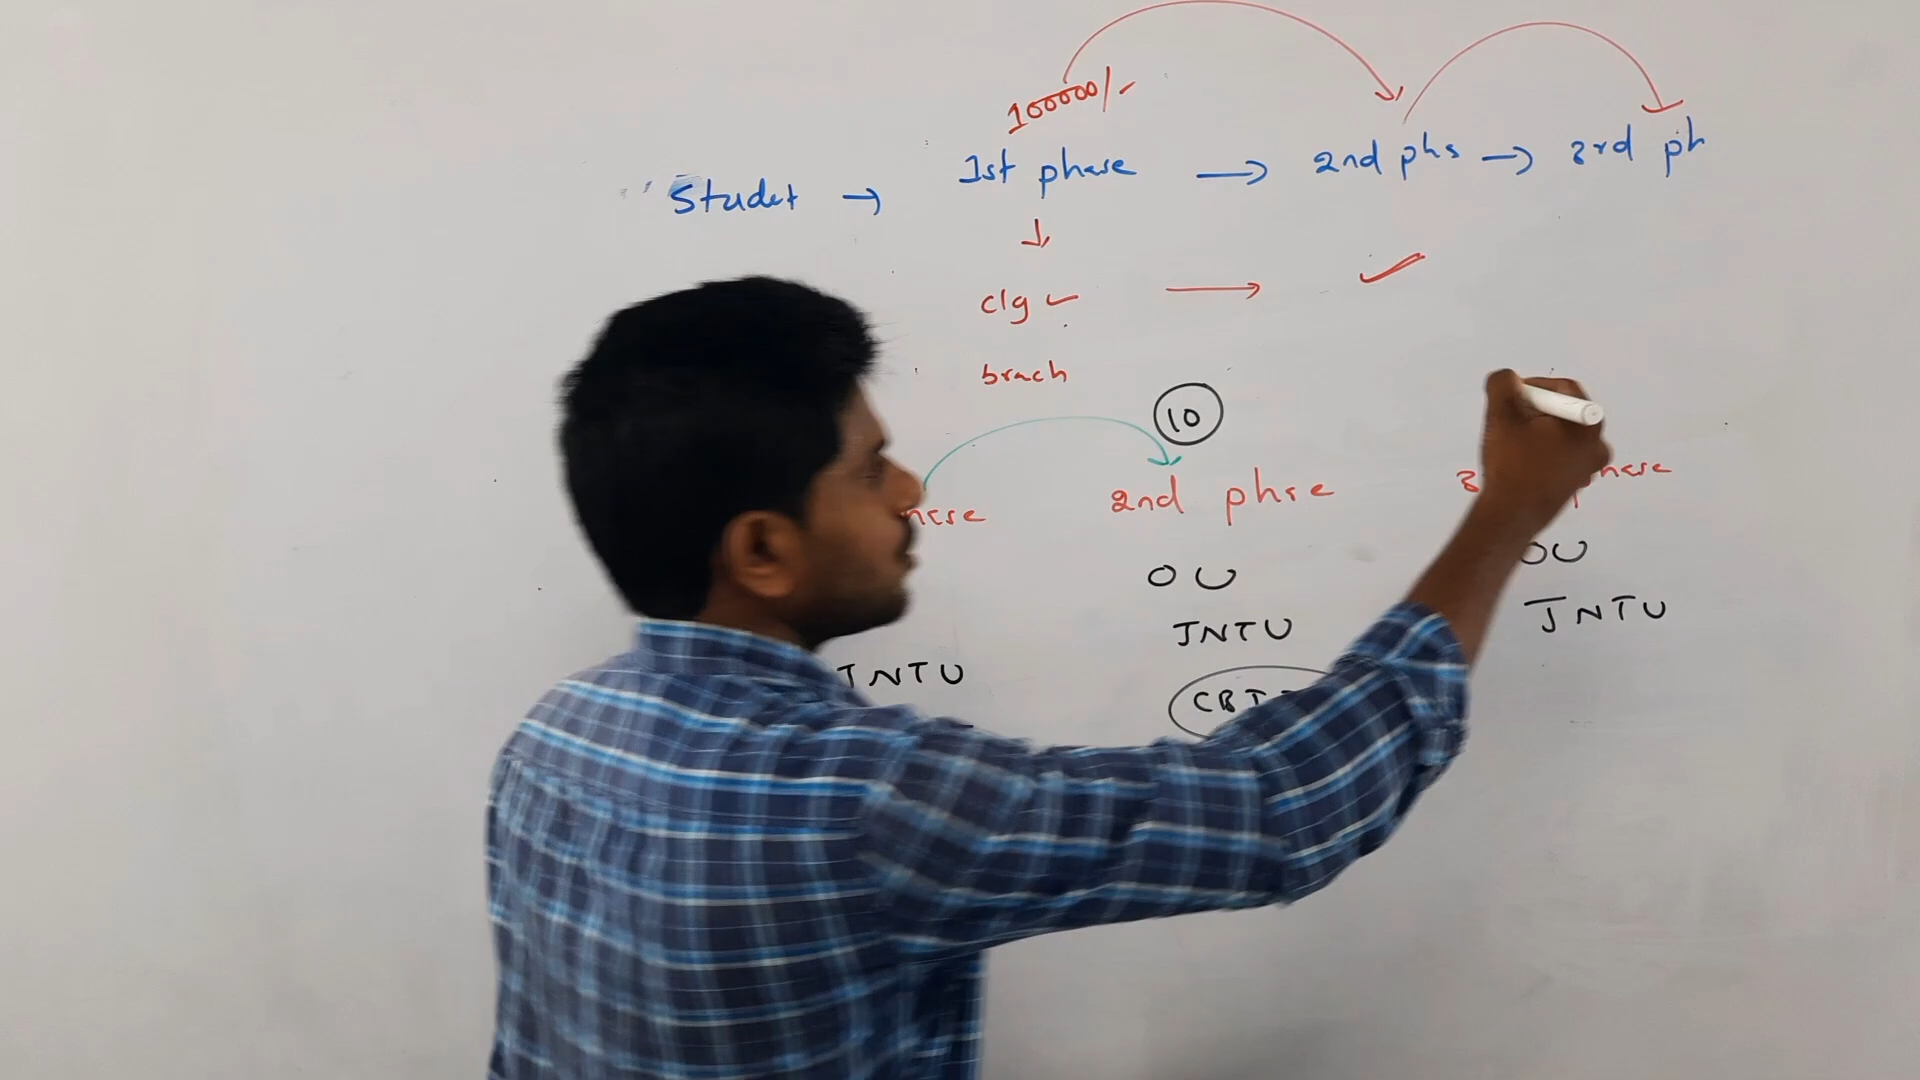 100000/-
Studet → 1st phase → 2nd phs → 3rd ph
clg ✓ → ✓
brach
10
2nd phse
OU OU
JNTU JNTU
JNTU